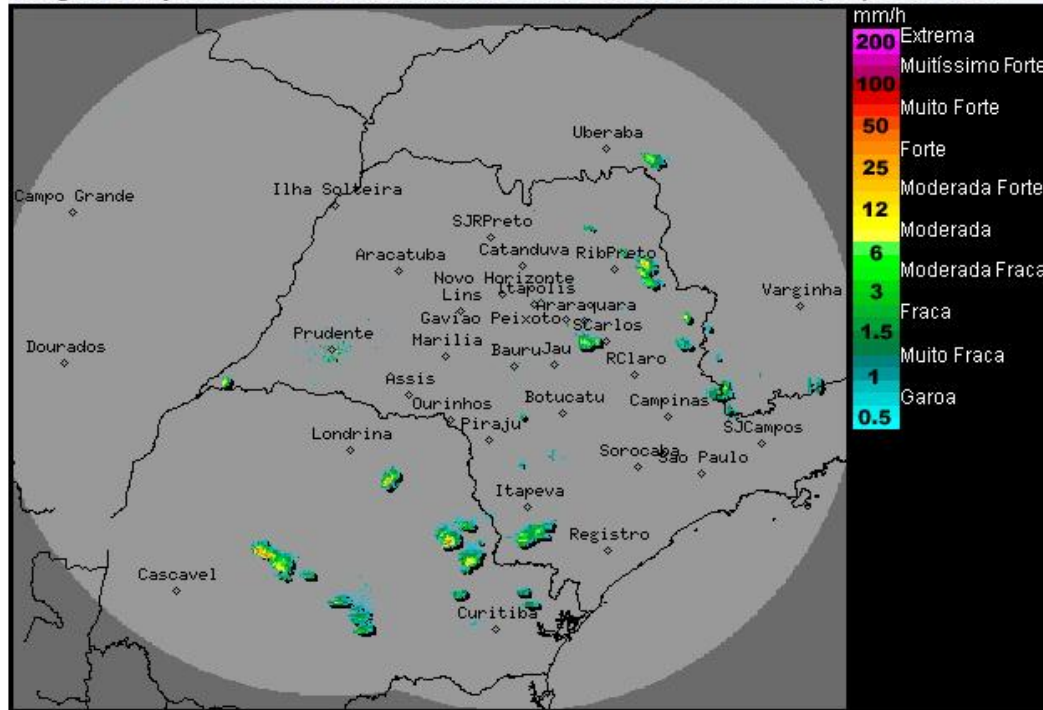 mm/h
200 Extrema
Muitíssimo Forte
100
Muito Forte
50
Forte
25
Moderada Forte
12
Moderada
6
Moderada Fraca
3
Fraca
1.5
Muito Fraca
1
Garoa
0.5
Uberaba
Campo Grande
Ilha Solteira
SJRPreto
Aracatuba
Catanduva
RibPreto
Novo Horizonte
Itapolis
Lins
Araraquara
Varginha
Gaviao Peixoto
SCarlos
Prudente
Marilia
Dourados
Bauru
Jau
RClaro
Assis
Ourinhos
Botucatu
Campinas
Piraju
SJCampos
Londrina
Sorocaba
Sao Paulo
Itapeva
Registro
Cascavel
Curitiba